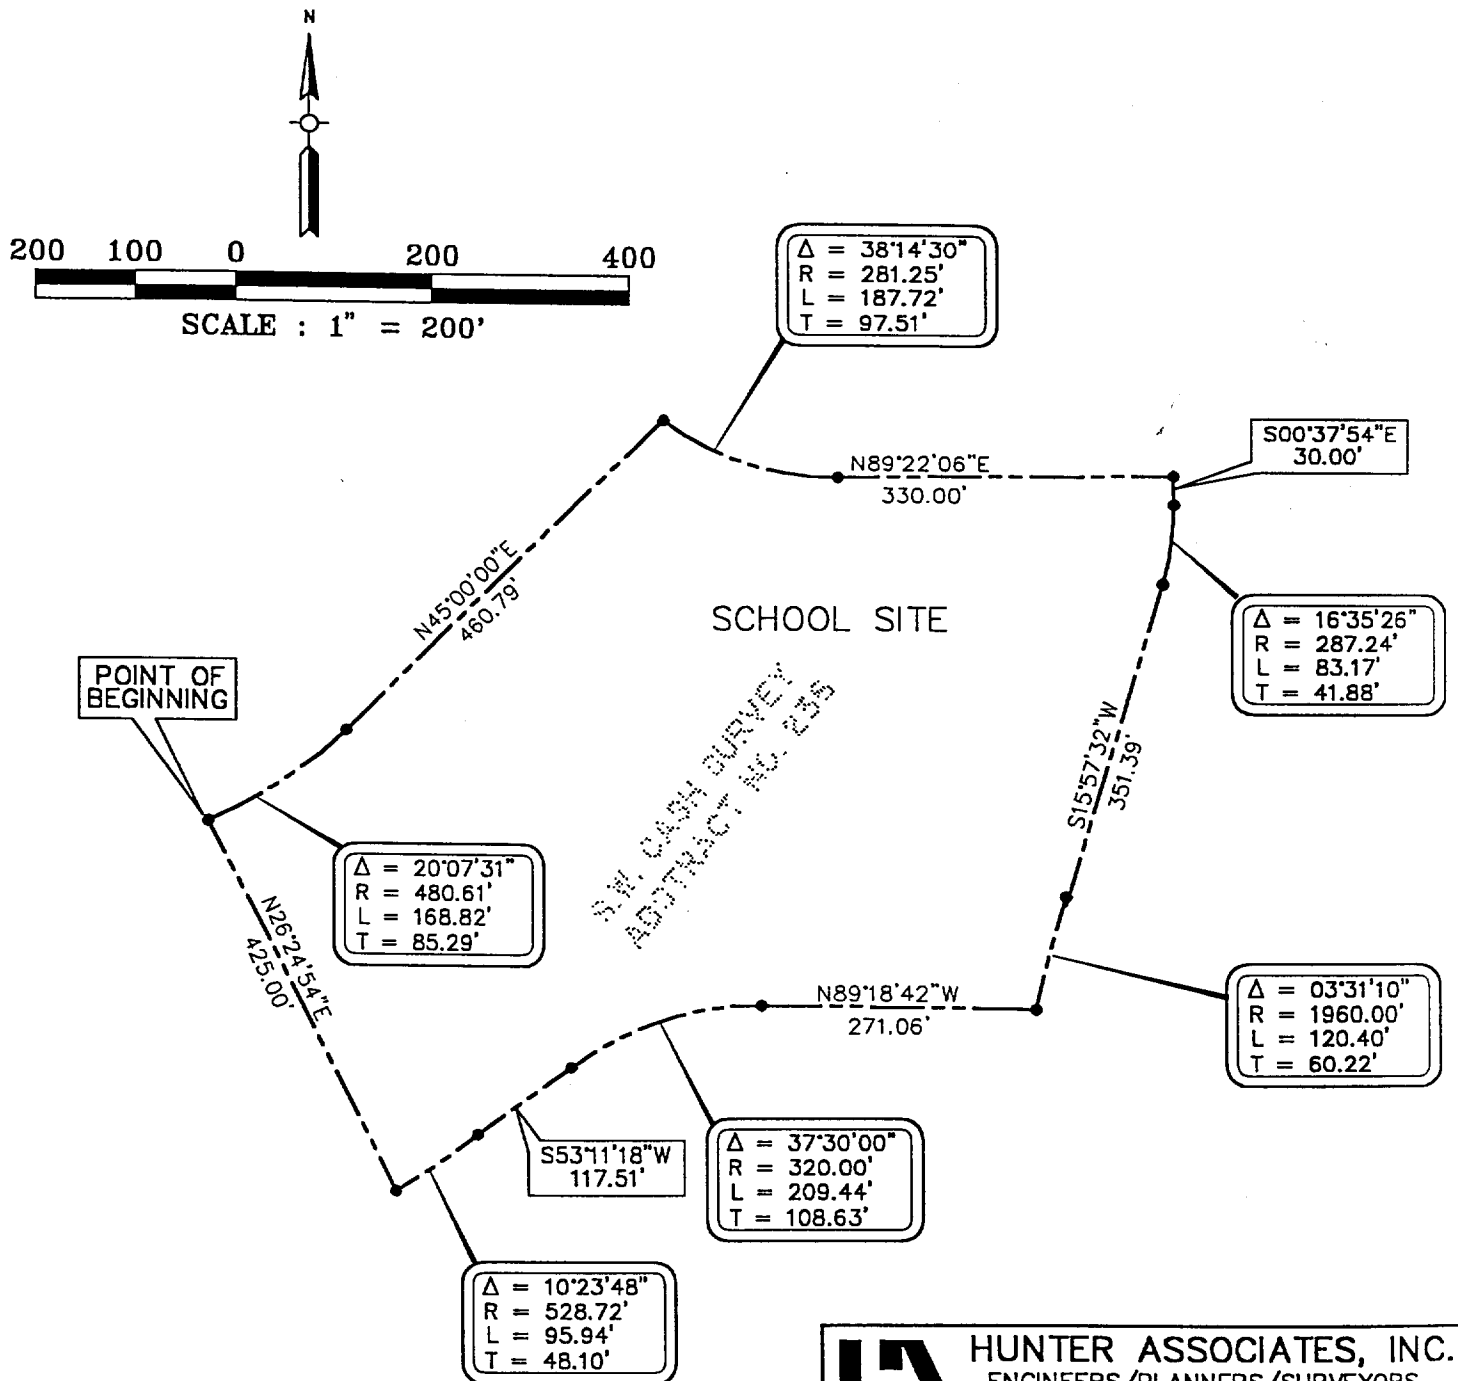 N
200 100 0 200 400
SCALE : 1" = 200'
Δ = 38°14'30"
R = 281.25'
L = 187.72'
T = 97.51'
S00°37'54"E
30.00'
N89°22'06"E
330.00'
N45°00'00"E
460.79'
SCHOOL SITE
Δ = 16°35'26"
R = 287.24'
L = 83.17'
T = 41.88'
POINT OF
BEGINNING
S15°57'32"W
351.39'
S.W. CASH SURVEY
ABSTRACT NO. 235
Δ = 20°07'31"
R = 480.61'
L = 168.82'
T = 85.29'
N26°24'54"E
425.00'
N89°18'42"W
271.06'
Δ = 03°31'10"
R = 1960.00'
L = 120.40'
T = 60.22'
S53°11'18"W
117.51'
Δ = 37°30'00"
R = 320.00'
L = 209.44'
T = 108.63'
Δ = 10°23'48"
R = 528.72'
L = 95.94'
T = 48.10'
HUNTER ASSOCIATES, INC.
ENGINEERS/PLANNERS/SURVEYORS